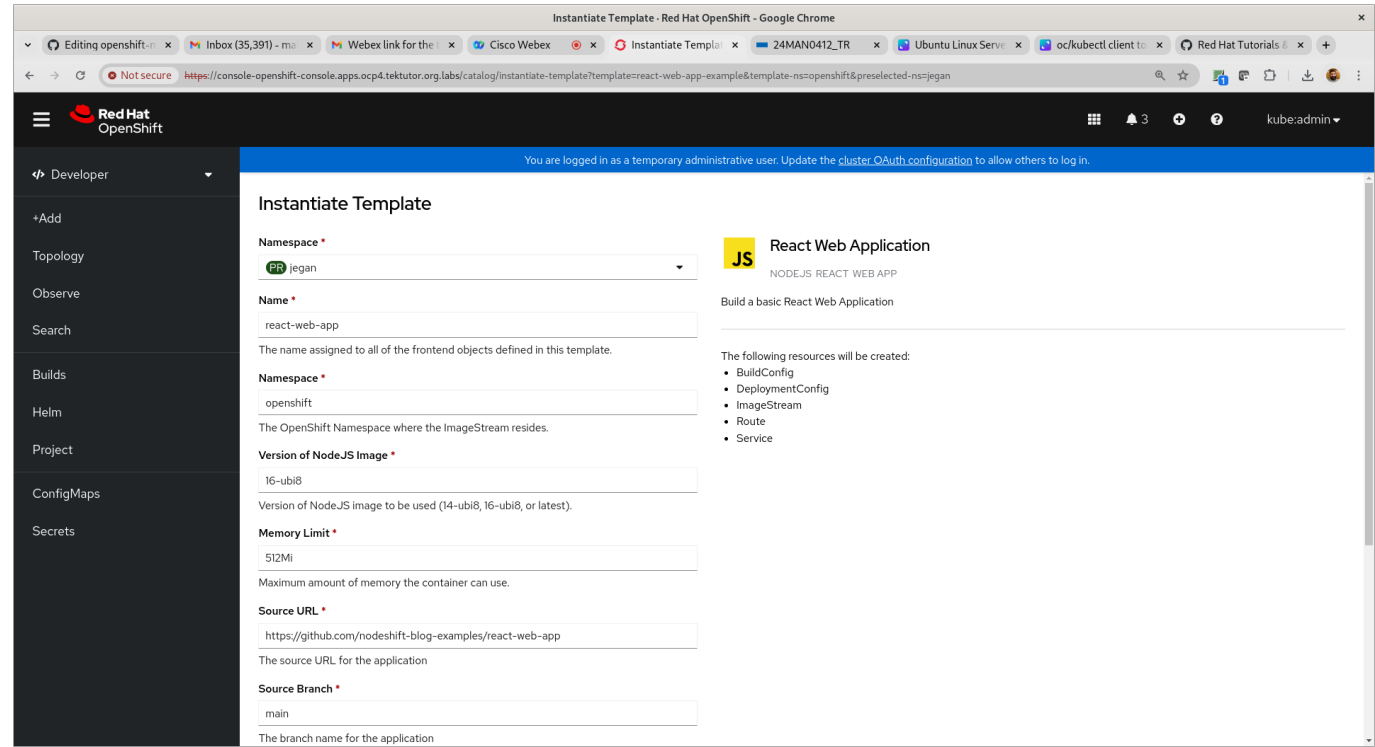 Instantiate Template · Red Hat OpenShift - Google Chrome
Editing openshift-
Inbox (35,391) - ma
Webex link for the t
Cisco Webex
Instantiate Templat
24MAN0412_TR
Ubuntu Linux Serve
oc/kubectl client to
Red Hat Tutorials &
Not secure https://console-openshift-console.apps.ocp4.tektutor.org.labs/catalog/instantiate-template?template=react-web-app-example&template-ns=openshift&preselected-ns=jegan
1
Red Hat
OpenShift
3
kube:admin
You are logged in as a temporary administrative user. Update the cluster OAuth configuration to allow others to log in.
Developer
+Add
Topology
Observe
Search
Builds
Helm
Project
ConfigMaps
Secrets
Instantiate Template
Namespace *
PR jegan
Name *
react-web-app
The name assigned to all of the frontend objects defined in this template.
Namespace *
openshift
The OpenShift Namespace where the ImageStream resides.
Version of NodeJS Image *
16-ubi8
Version of NodeJS image to be used (14-ubi8, 16-ubi8, or latest).
Memory Limit *
512Mi
Maximum amount of memory the container can use.
Source URL *
https://github.com/nodeshift-blog-examples/react-web-app
The source URL for the application
Source Branch *
main
The branch name for the application
JS
React Web Application
NODEJS REACT WEB APP
Build a basic React Web Application
The following resources will be created:
• BuildConfig
• DeploymentConfig
• ImageStream
• Route
• Service